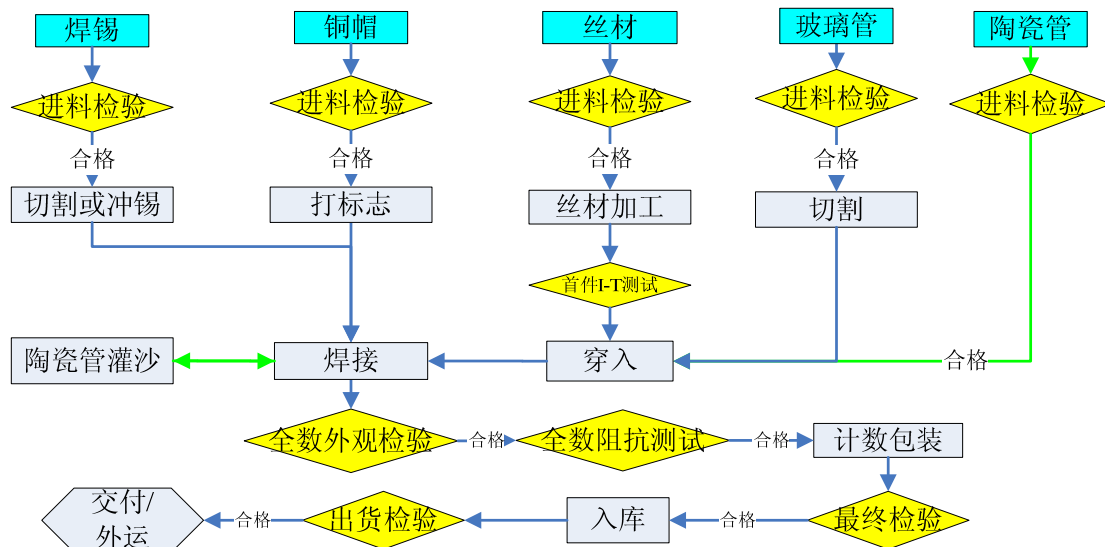 焊锡
铜帽
丝材
玻璃管
陶瓷管
进料检验
进料检验
进料检验
进料检验
进料检验
合格
合格
合格
合格
切割或冲锡
打标志
丝材加工
切割
首件I-T测试
陶瓷管灌沙
焊接
穿入
合格
全数外观检验
合格
全数阻抗测试
合格
计数包装
交付/
外运
合格
出货检验
入库
合格
最终检验